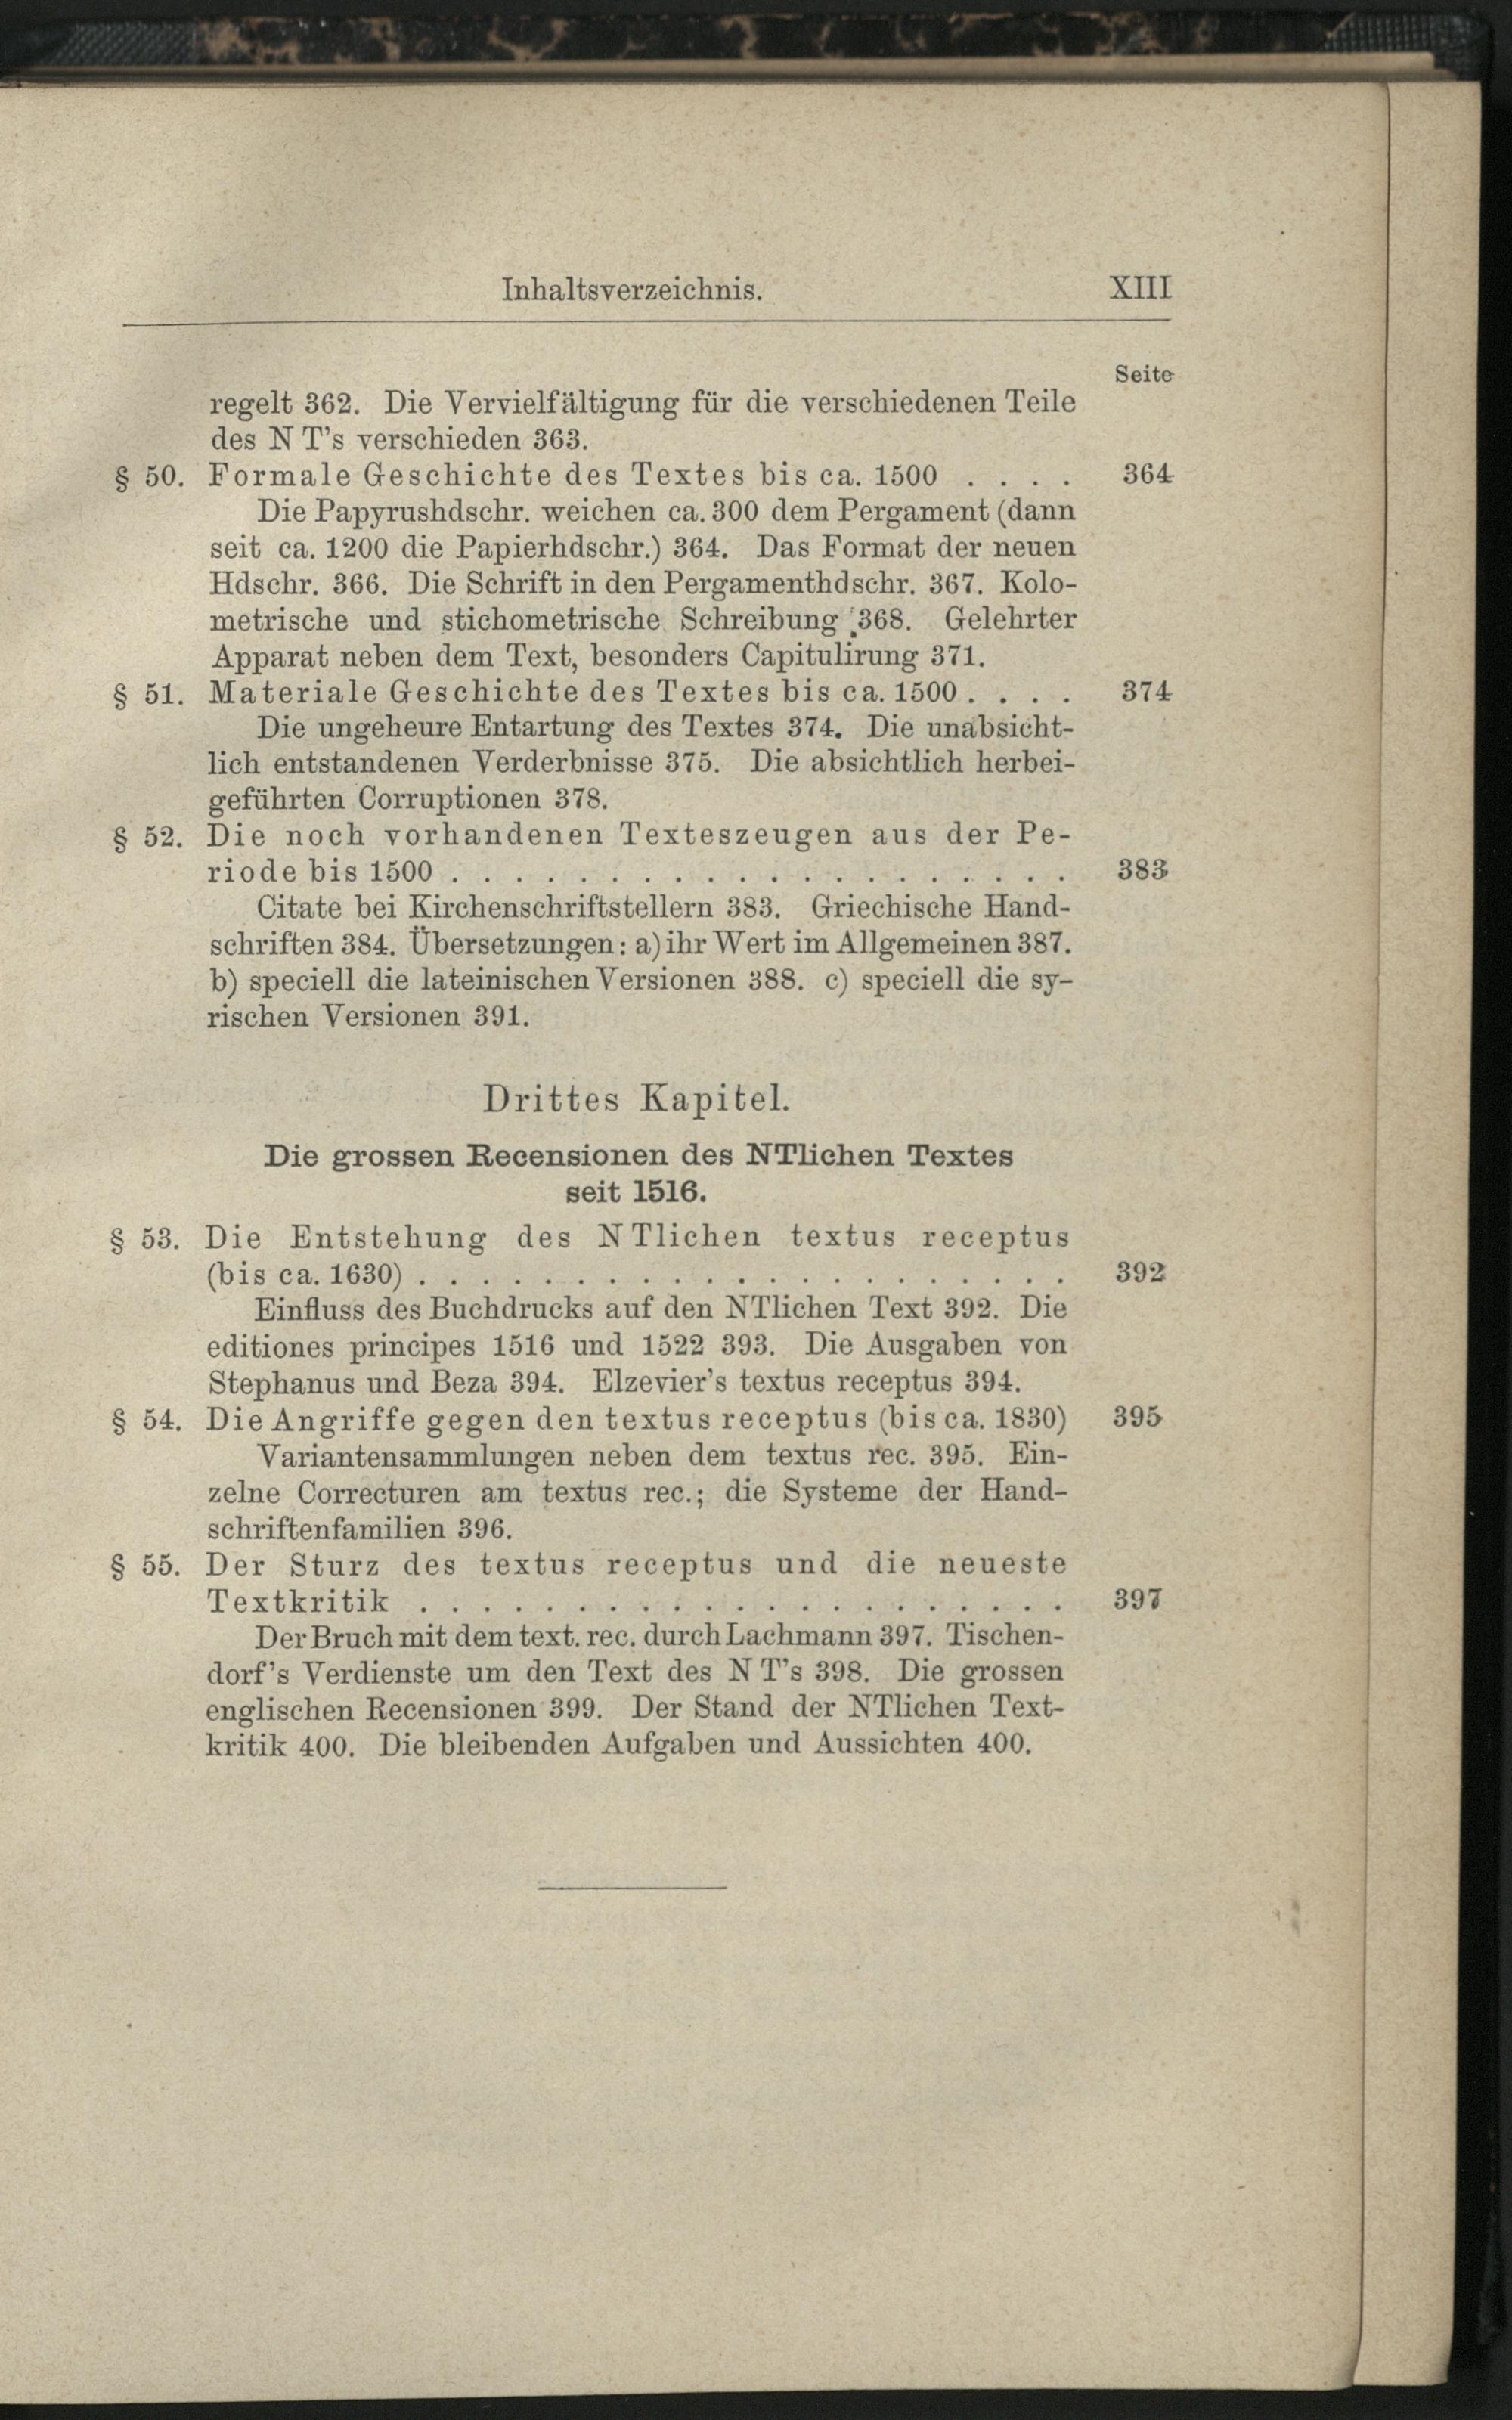 Inhaltsverzeichnis. XIII
Seite
regelt 362. Die Vervielfältigung für die verschiedenen Teile
des N T's verschieden 363.
§ 50. Formale Geschichte des Textes bis ca. 1500 . . . . 364
Die Papyrushdschr. weichen ca. 300 dem Pergament (dann
seit ca. 1200 die Papierhdschr.) 364. Das Format der neuen
Hdschr. 366. Die Schrift in den Pergamenthdschr. 367. Kolo-
metrische und stichometrische Schreibung 368. Gelehrter
Apparat neben dem Text, besonders Capitulirung 371.
§ 51. Materiale Geschichte des Textes bis ca. 1500 . . . . 374
Die ungeheure Entartung des Textes 374. Die unabsicht-
lich entstandenen Verderbnisse 375. Die absichtlich herbei-
geführten Corruptionen 378.
§ 52. Die noch vorhandenen Texteszeugen aus der Pe-
riode bis 1500 . . . . . . . . . . . . . . . . . . . . 383
Citate bei Kirchenschriftstellern 383. Griechische Hand-
schriften 384. Übersetzungen: a) ihr Wert im Allgemeinen 387.
b) speciell die lateinischen Versionen 388. c) speciell die sy-
rischen Versionen 391.
Drittes Kapitel.
Die grossen Recensionen des NTlichen Textes
seit 1516.
§ 53. Die Entstehung des NTlichen textus receptus
(bis ca. 1630) . . . . . . . . . . . . . . . . . . . . . 392
Einfluss des Buchdrucks auf den NTlichen Text 392. Die
editiones principes 1516 und 1522 393. Die Ausgaben von
Stephanus und Beza 394. Elzevier's textus receptus 394.
§ 54. Die Angriffe gegen den textus receptus (bis ca. 1830) 395
Variantensammlungen neben dem textus rec. 395. Ein-
zelne Correcturen am textus rec.; die Systeme der Hand-
schriftenfamilien 396.
§ 55. Der Sturz des textus receptus und die neueste
Textkritik . . . . . . . . . . . . . . . . . . . . . 397
Der Bruch mit dem text. rec. durch Lachmann 397. Tischen-
dorf's Verdienste um den Text des N T's 398. Die grossen
englischen Recensionen 399. Der Stand der NTlichen Text-
kritik 400. Die bleibenden Aufgaben und Aussichten 400.